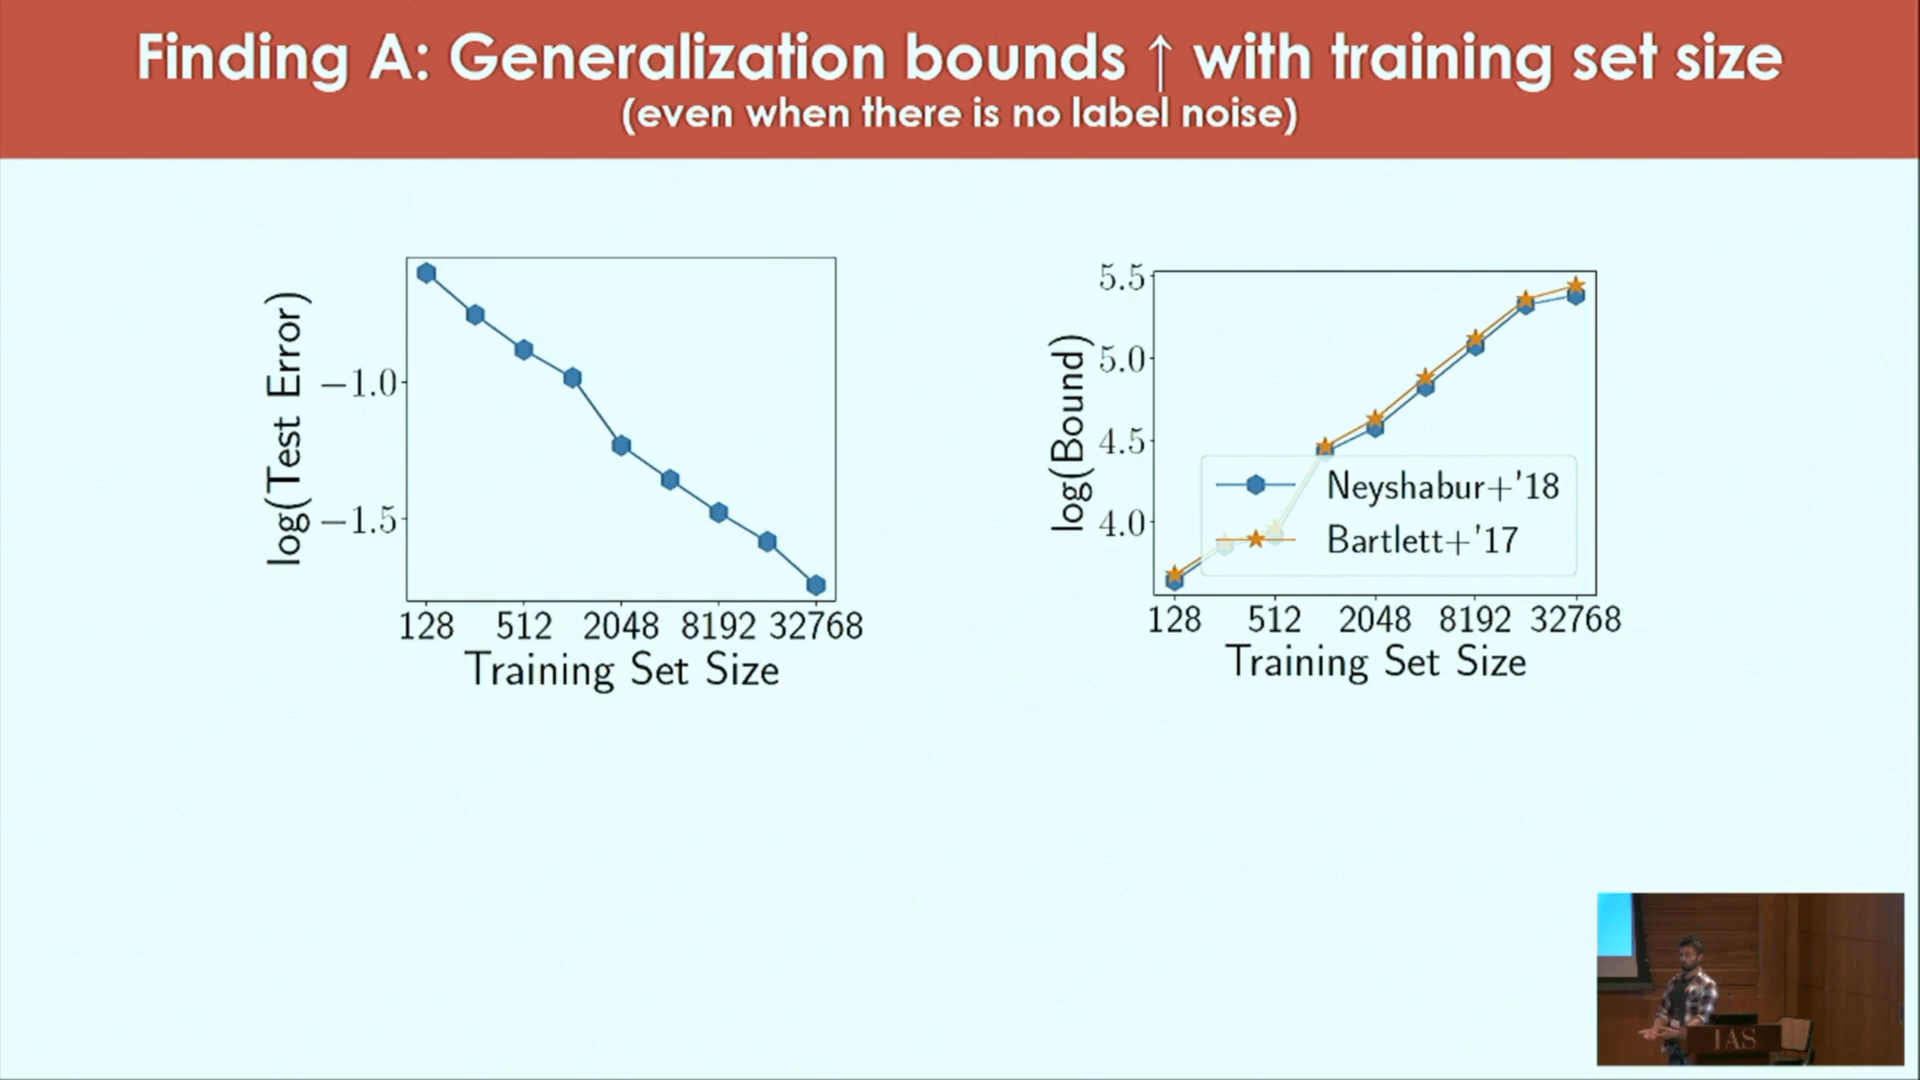 Finding A: Generalization bounds ↑ with training set size
(even when there is no label noise)
log(Test Error)
−1.0
−1.5
128 512 2048 8192 32768
Training Set Size
log(Bound)
5.5
5.0
4.5
4.0
Neyshabur+'18
Bartlett+'17
128 512 2048 8192 32768
Training Set Size
IAS